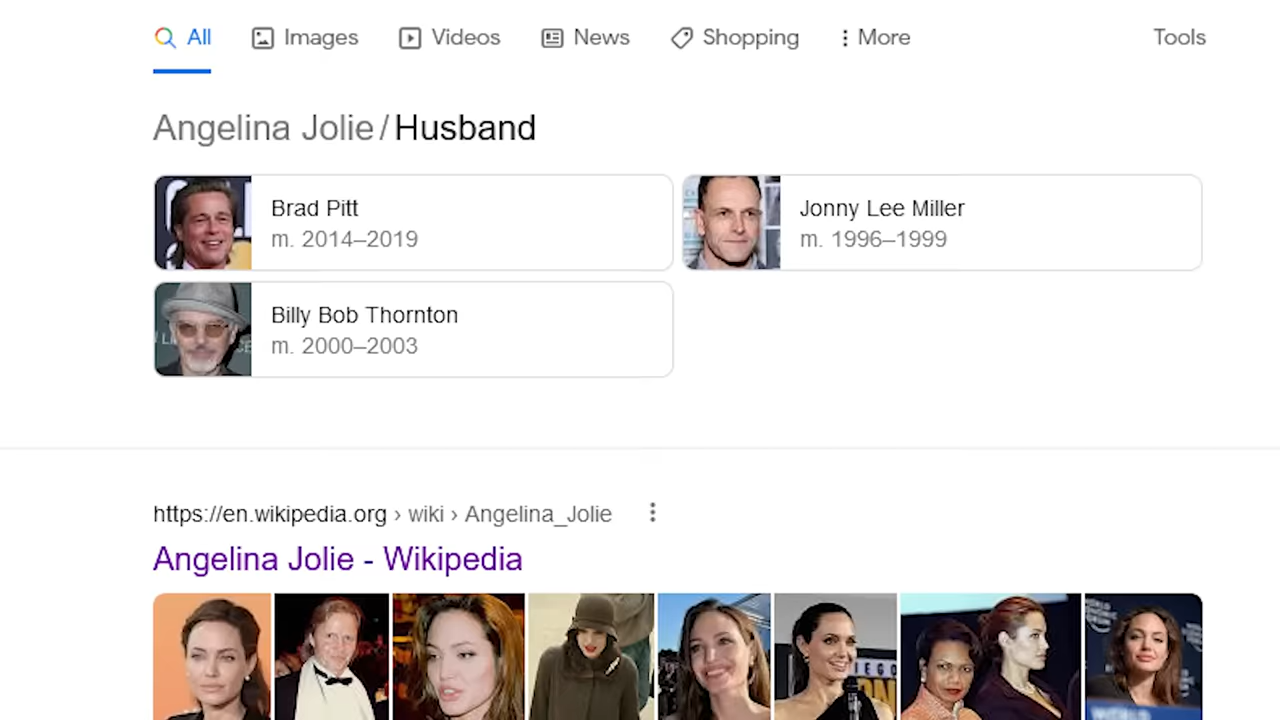 All Images Videos News Shopping More Tools
Angelina Jolie / Husband
Brad Pitt
m. 2014–2019
Jonny Lee Miller
m. 1996–1999
Billy Bob Thornton
m. 2000–2003
https://en.wikipedia.org › wiki › Angelina_Jolie
Angelina Jolie - Wikipedia